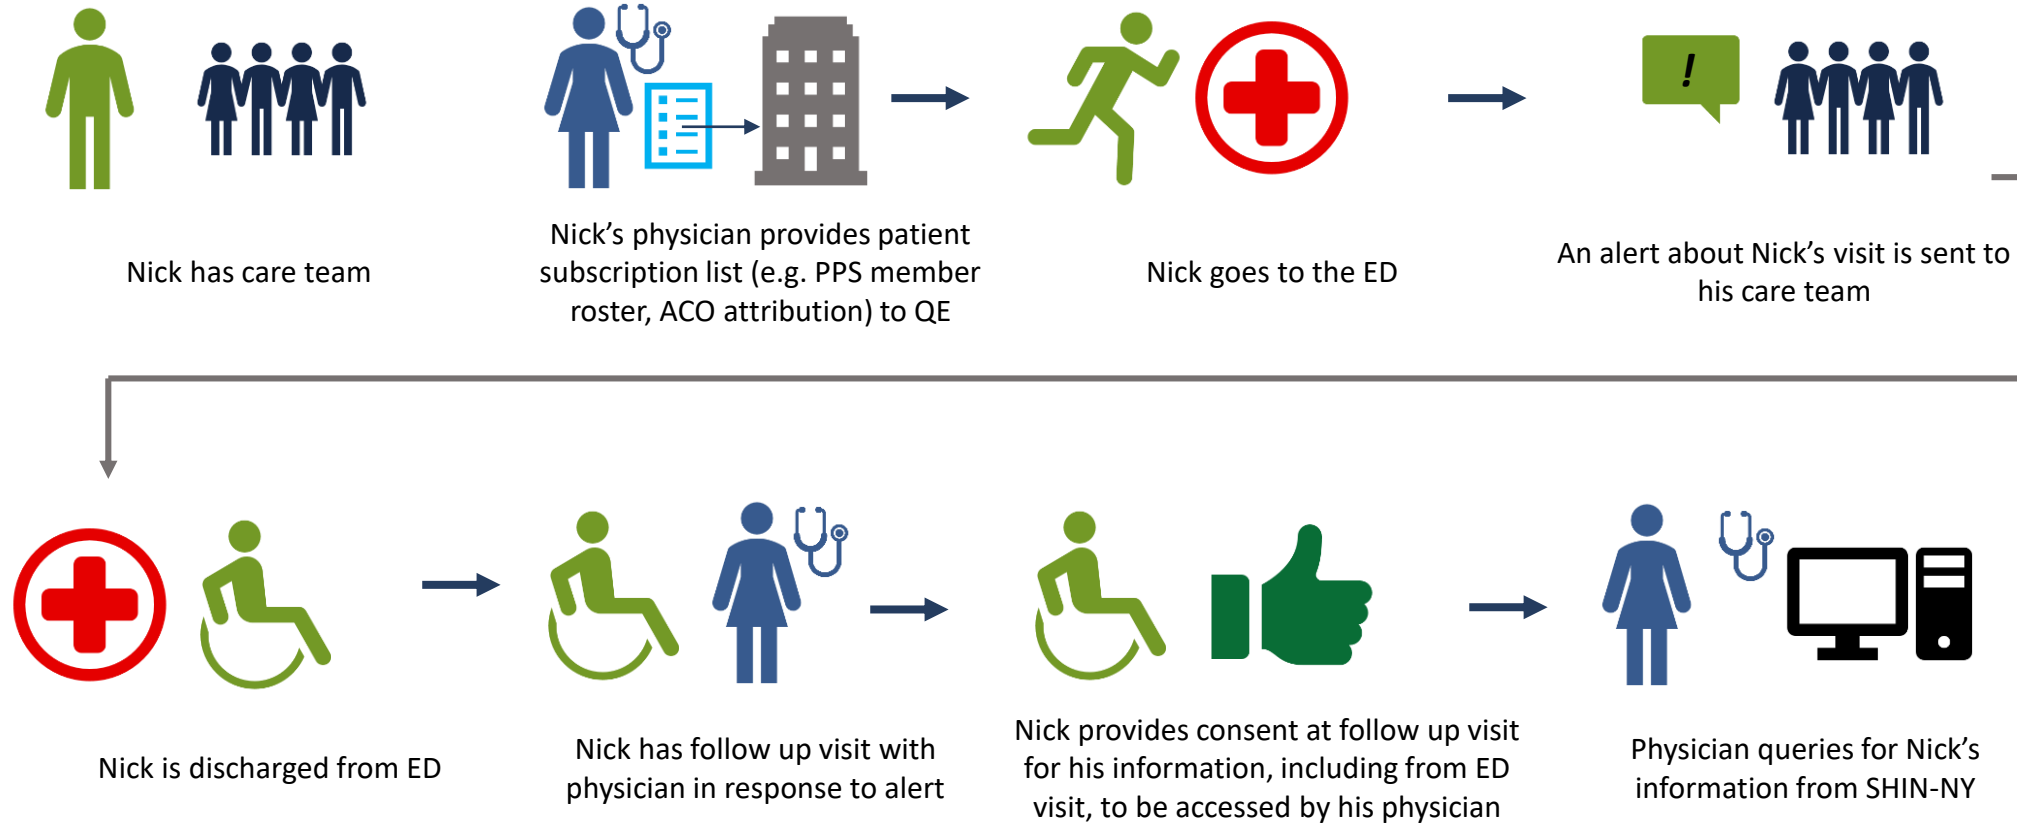 !
Nick has care team
Nick’s physician provides patient
subscription list (e.g. PPS member
roster, ACO attribution) to QE
Nick goes to the ED
An alert about Nick’s visit is sent to
his care team
Nick is discharged from ED
Nick has follow up visit with
physician in response to alert
Nick provides consent at follow up visit
for his information, including from ED
visit, to be accessed by his physician
Physician queries for Nick’s
information from SHIN-NY